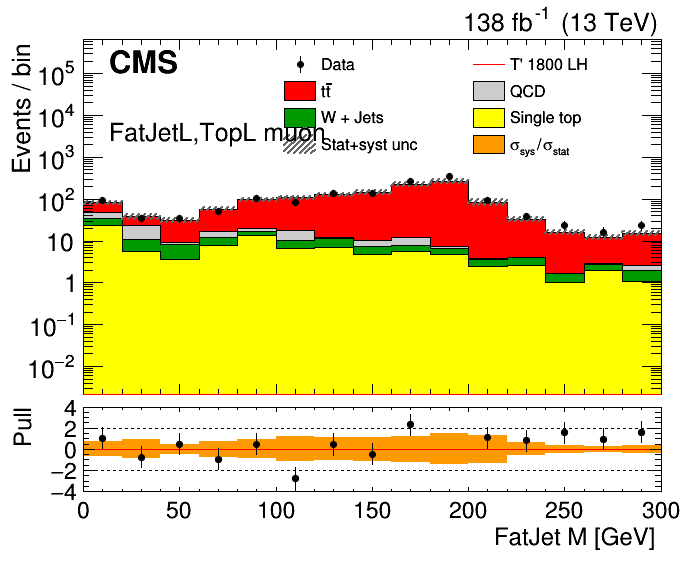 138 fb⁻¹ (13 TeV)
CMS
Data
T' 1800 LH
tt̄
QCD
W + Jets
Single top
FatJetL,TopL muon
Stat+syst unc
σsys/σstat
Events / bin
10⁵
10⁴
10³
10²
10
1
10⁻¹
10⁻²
Pull
4
2
0
−2
−4
0 50 100 150 200 250 300
FatJet M [GeV]